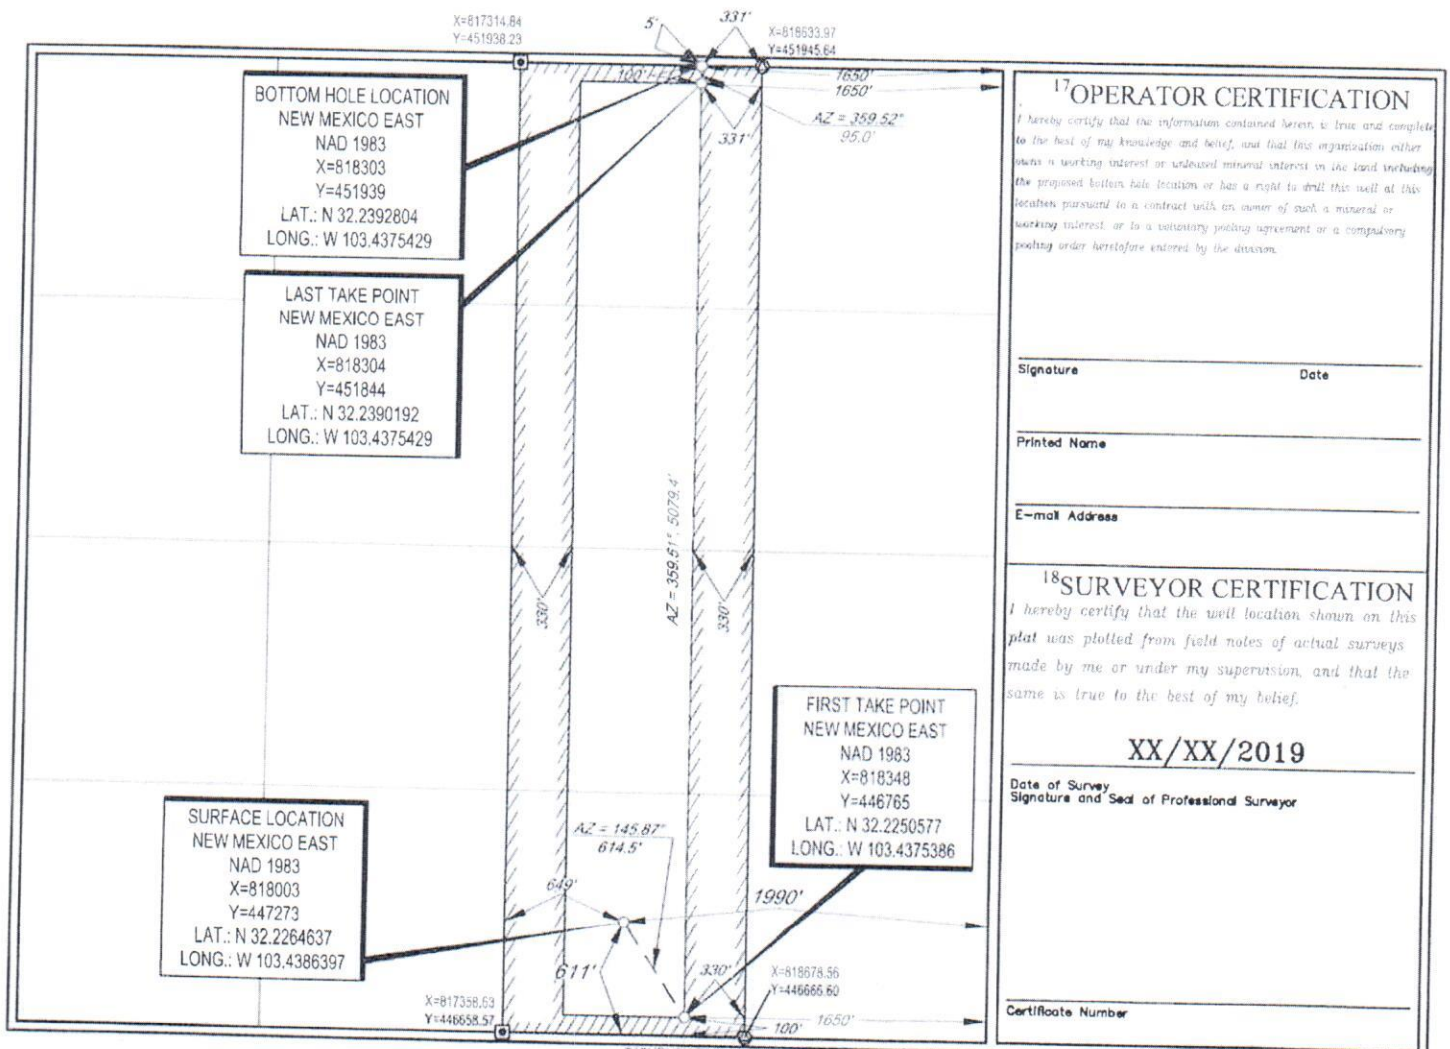 X=817314.84
Y=451938.23
5'
331'
X=818633.97
Y=451945.64
100'
1650'
1650'
AZ = 359.52°
95.0'
331'
BOTTOM HOLE LOCATION
NEW MEXICO EAST
NAD 1983
X=818303
Y=451939
LAT.: N 32.2392804
LONG.: W 103.4375429
LAST TAKE POINT
NEW MEXICO EAST
NAD 1983
X=818304
Y=451844
LAT.: N 32.2390192
LONG.: W 103.4375429
AZ = 359.51°, 5079.4'
330'
330'
FIRST TAKE POINT
NEW MEXICO EAST
NAD 1983
X=818348
Y=446765
LAT.: N 32.2250577
LONG.: W 103.4375386
SURFACE LOCATION
NEW MEXICO EAST
NAD 1983
X=818003
Y=447273
LAT.: N 32.2264637
LONG.: W 103.4386397
AZ = 145.87°
614.5'
649'
1990'
611'
330'
X=818678.56
Y=446666.60
X=817358.53
Y=446658.57
1650'
100'
17 OPERATOR CERTIFICATION
I hereby certify that the information contained herein is true and complete
to the best of my knowledge and belief, and that this organization either
owns a working interest or unleased mineral interest in the land including
the proposed bottom hole location or has a right to drill this well at this
location pursuant to a contract with an owner of such a mineral or
working interest, or to a voluntary pooling agreement or a compulsory
pooling order heretofore entered by the division.
Signature Date
Printed Name
E-mail Address
18 SURVEYOR CERTIFICATION
I hereby certify that the well location shown on this
plat was plotted from field notes of actual surveys
made by me or under my supervision, and that the
same is true to the best of my belief.
XX/XX/2019
Date of Survey
Signature and Seal of Professional Surveyor
Certificate Number